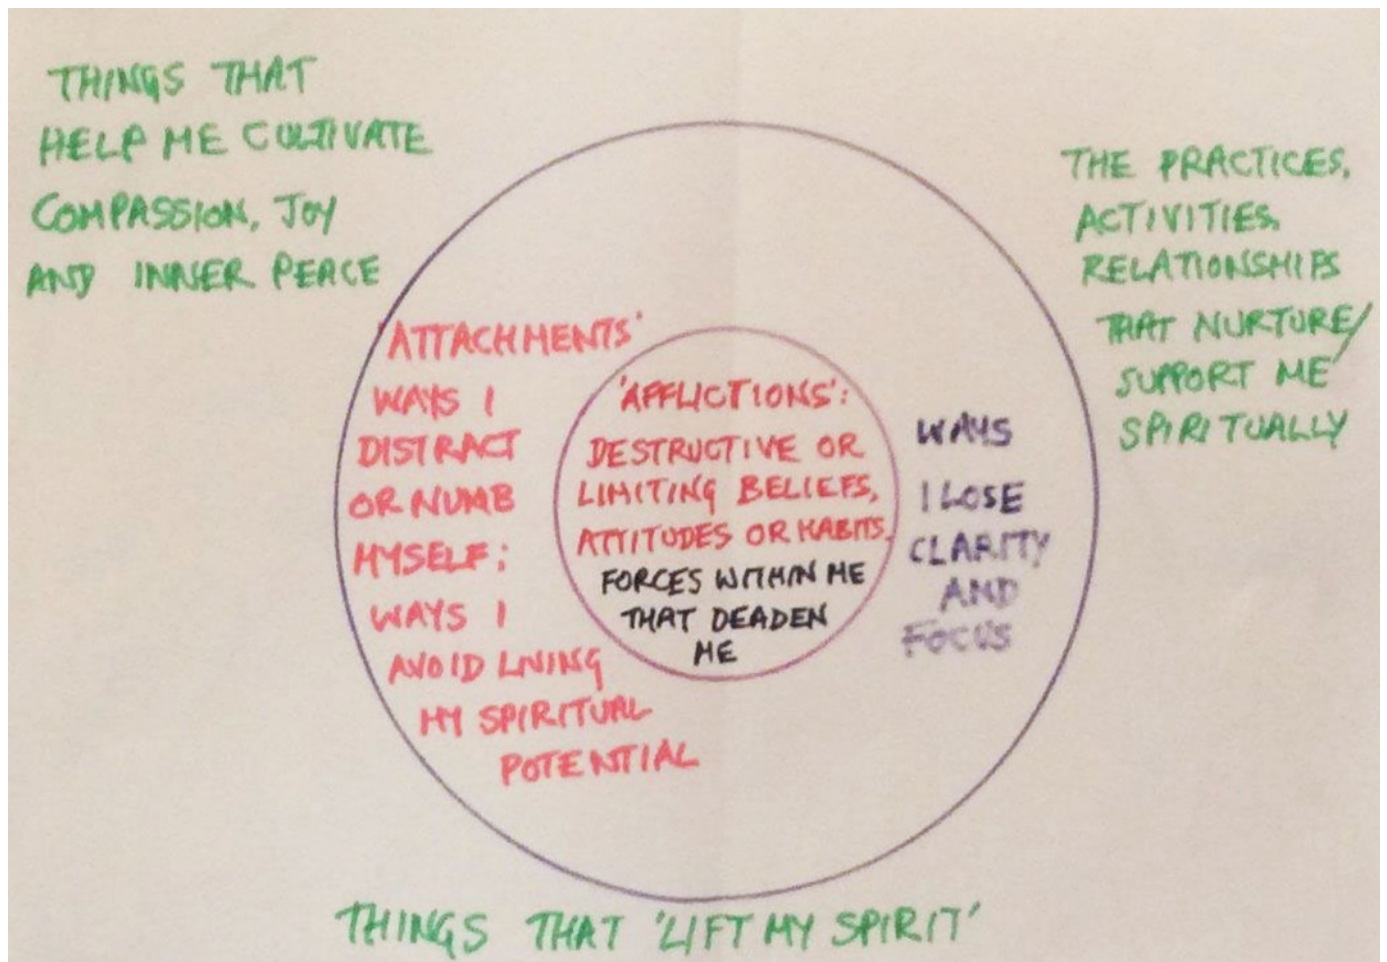 THINGS THAT
HELP ME CULTIVATE
COMPASSION, JOY
AND INNER PEACE
THE PRACTICES,
ACTIVITIES,
RELATIONSHIPS
THAT NURTURE/
SUPPORT ME
SPIRITUALLY
'ATTACHMENTS'
WAYS I
DISTRACT
OR NUMB
MYSELF;
WAYS I
AVOID LIVING
MY SPIRITUAL
POTENTIAL
'AFFLICTIONS':
DESTRUCTIVE OR
LIMITING BELIEFS,
ATTITUDES OR HABITS.
FORCES WITHIN ME
THAT DEADEN
ME
WAYS
I LOSE
CLARITY
AND
FOCUS
THINGS THAT 'LIFT MY SPIRIT'